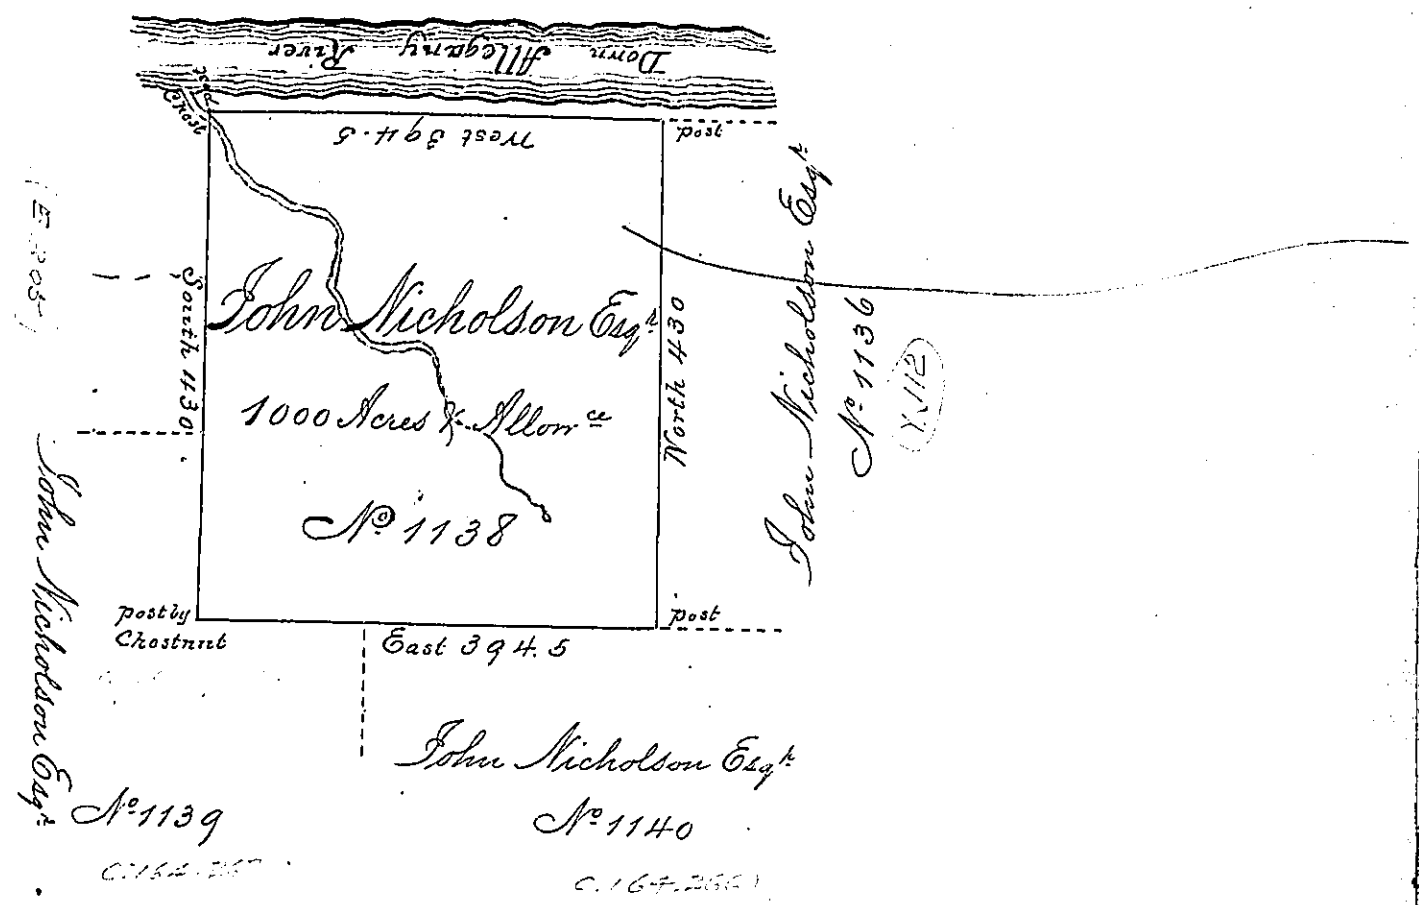 Down Allegany River
post
Chost
West 394.5
post
John Nicholson Esqr
No 1136
South 430
John Nicholson Esqr
North 430
1000 Acres & Allowce
No 1138
post by
Chostnut
East 394.5
post
John Nicholson Esqr
No 1139
John Nicholson Esqr
No 1140